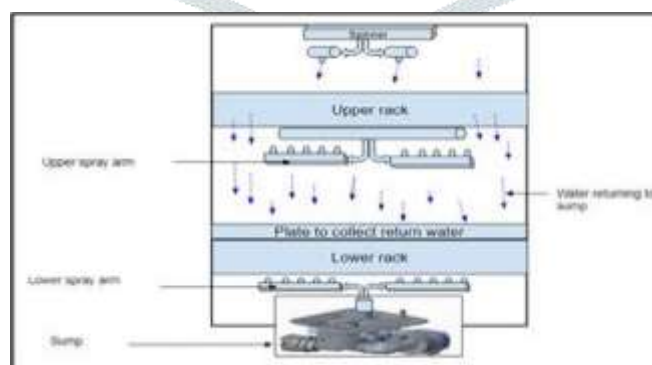 Spinner
Upper rack
Upper spray arm
Water returning to
sump
Plate to collect return water
Lower rack
Lower spray arm
Sump